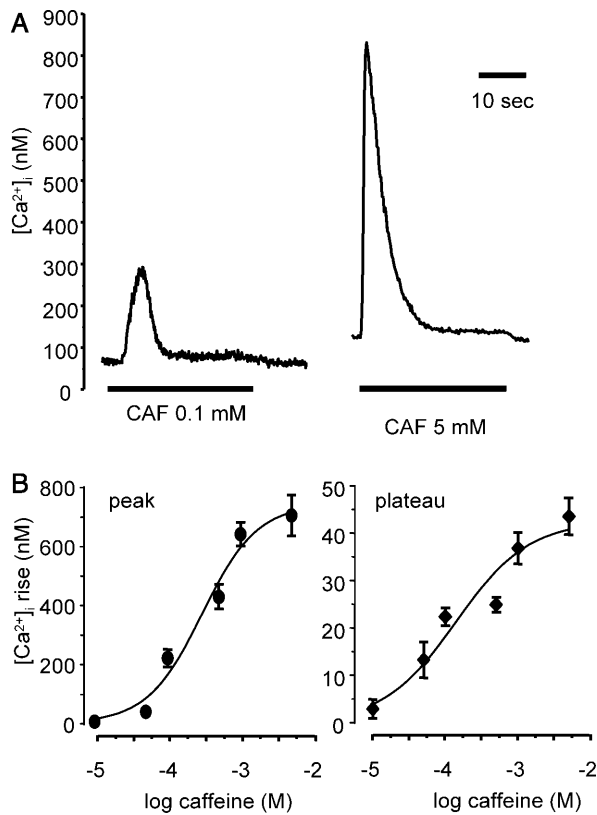 A
900
800
700
600
500
400
300
200
100
0
[Ca²⁺]ᵢ (nM)
10 sec
CAF 0.1 mM
CAF 5 mM
B
peak
800
600
400
200
0
[Ca²⁺]ᵢ rise (nM)
-5 -4 -3 -2
log caffeine (M)
plateau
50
40
30
20
10
0
-5 -4 -3 -2
log caffeine (M)